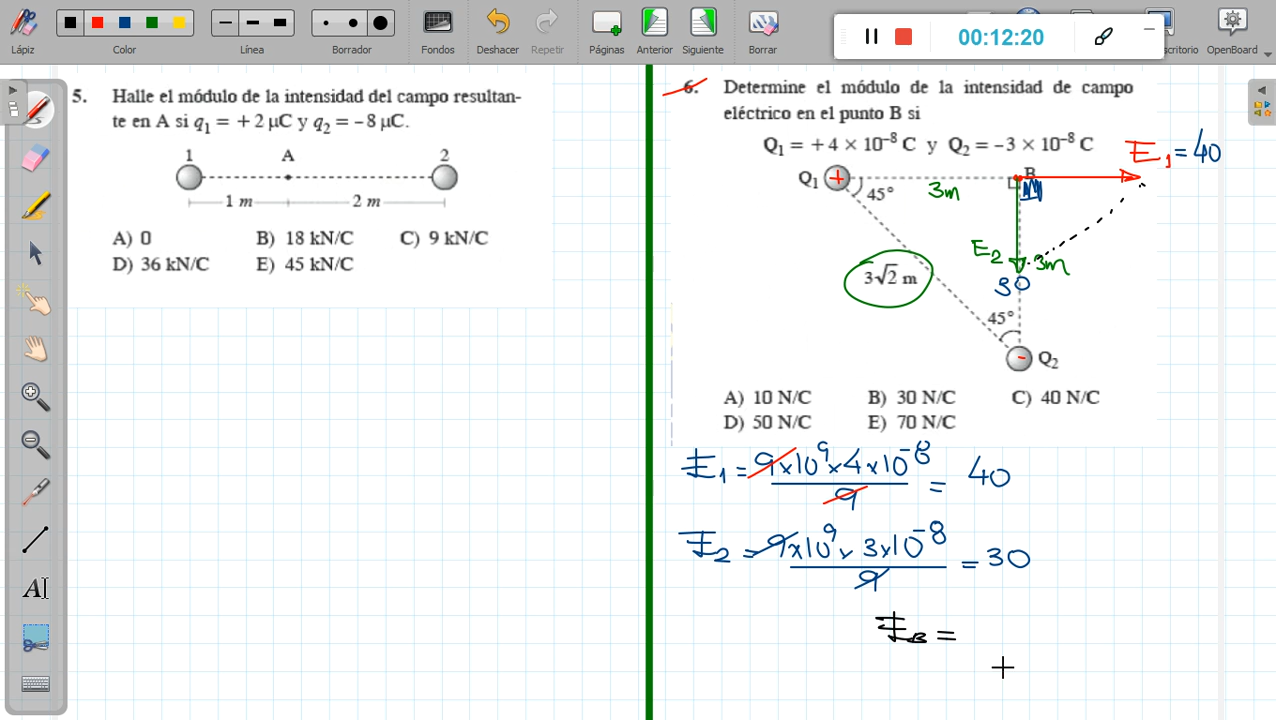 Lápiz Color Línea Borrador Fondos Deshacer Repetir Páginas Anterior Siguiente Borrar
00:12:20
critorio OpenBoard
5. Halle el módulo de la intensidad del campo resultan-
te en A si q₁ = +2 μC y q₂ = –8 μC.
1 A 2
1 m 2 m
A) 0 B) 18 kN/C C) 9 kN/C
D) 36 kN/C E) 45 kN/C
6. Determine el módulo de la intensidad de campo
eléctrico en el punto B si
Q₁ = +4 × 10⁻⁸ C y Q₂ = –3 × 10⁻⁸ C
E₁ = 40
Q₁ + 45° 3m B
E₂ 3m
3√2 m 30
45°
- Q₂
A) 10 N/C B) 30 N/C C) 40 N/C
D) 50 N/C E) 70 N/C
E₁ = 9×10⁹×4×10⁻⁸ / 9 = 40
E₂ = 9×10⁹×3×10⁻⁸ / 9 = 30
E_B =